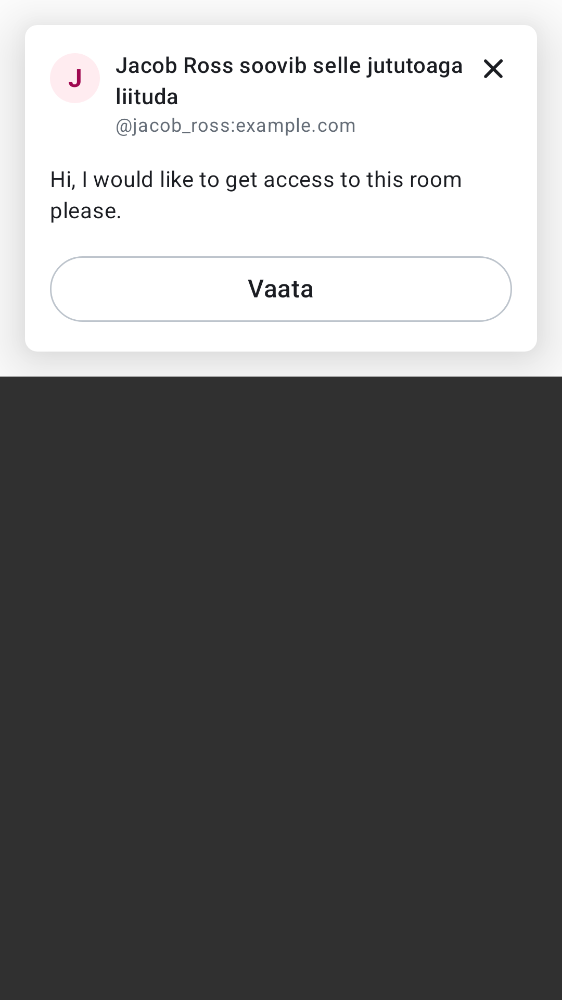 J
Jacob Ross soovib selle jututoaga
liituda
@jacob_ross:example.com
Hi, I would like to get access to this room
please.
Vaata